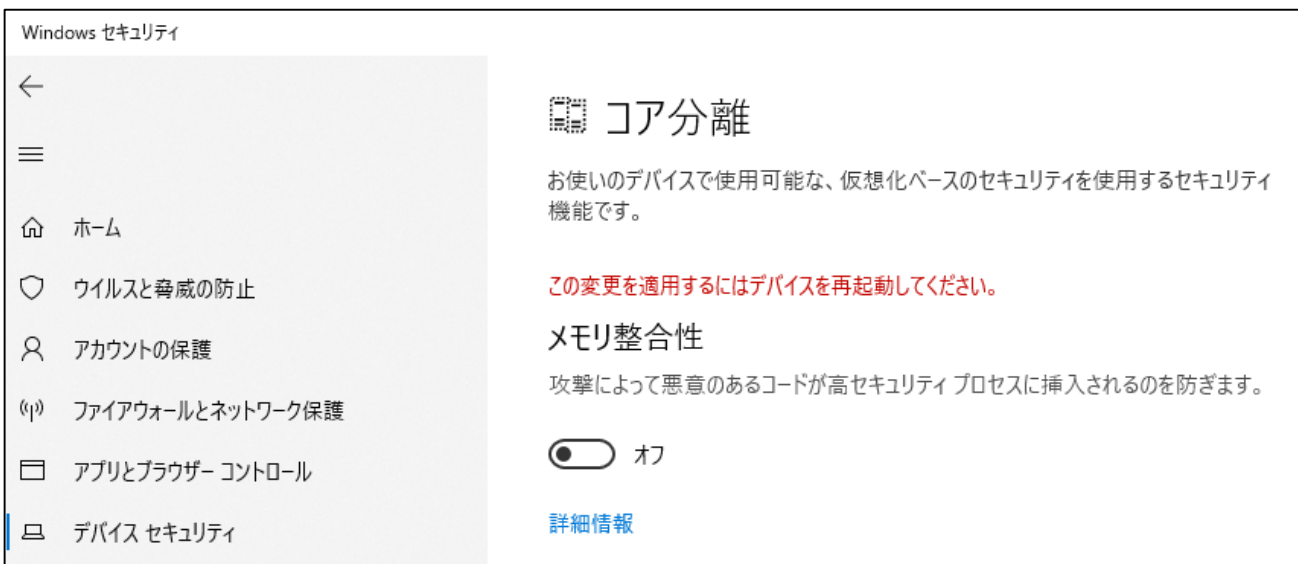 Windows セキュリティ
ホーム
ウイルスと脅威の防止
アカウントの保護
ファイアウォールとネットワーク保護
アプリとブラウザー コントロール
デバイス セキュリティ
コア分離
お使いのデバイスで使用可能な、仮想化ベースのセキュリティを使用するセキュリティ
機能です。
この変更を適用するにはデバイスを再起動してください。
メモリ整合性
攻撃によって悪意のあるコードが高セキュリティ プロセスに挿入されるのを防ぎます。
オフ
詳細情報